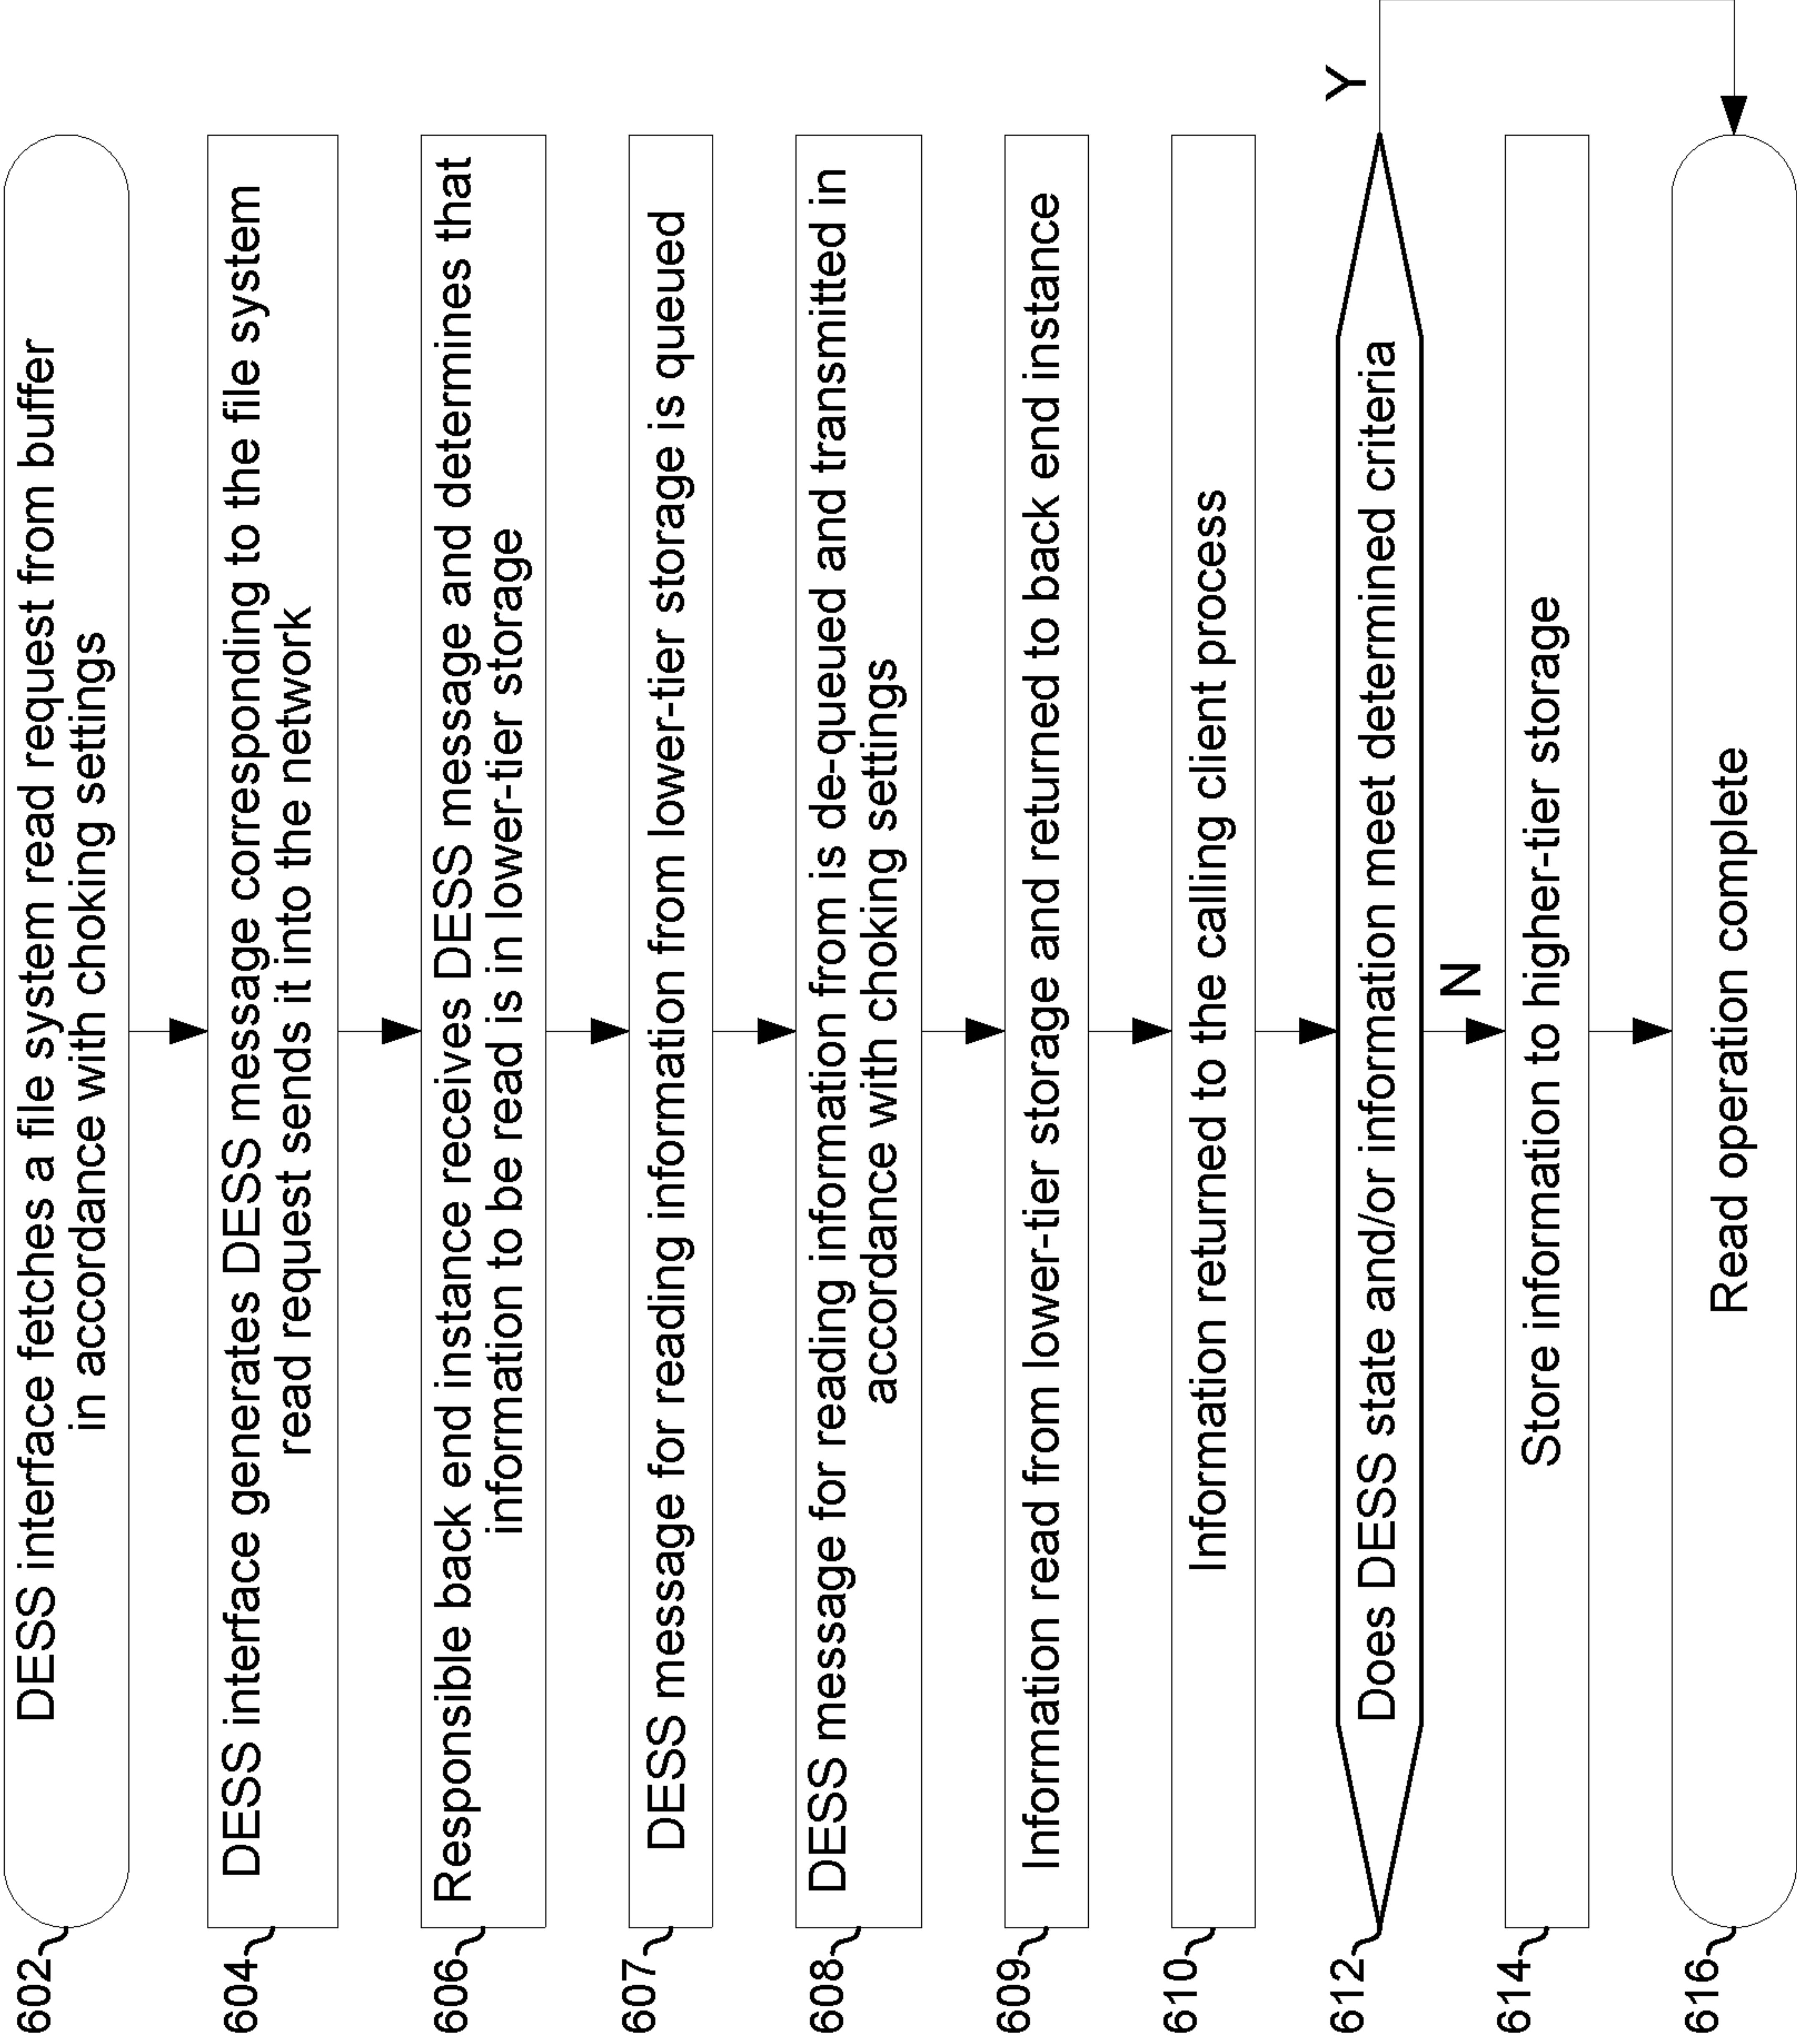 602
DESS interface fetches a file system read request from buffer
in accordance with choking settings
604
DESS interface generates DESS message corresponding to the file system
read request sends it into the network
606
Responsible back end instance receives DESS message and determines that
information to be read is in lower-tier storage
607
DESS message for reading information from lower-tier storage is queued
608
DESS message for reading information from is de-queued and transmitted in
accordance with choking settings
609
Information read from lower-tier storage and returned to back end instance
610
Information returned to the calling client process
612
Does DESS state and/or information meet determined criteria
Y
N
614
Store information to higher-tier storage
616
Read operation complete